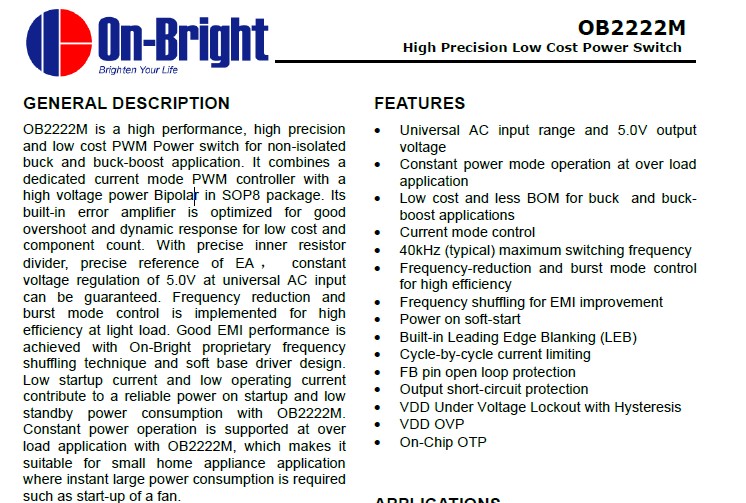 On-Bright
Brighten Your Life
OB2222M
High Precision Low Cost Power Switch
GENERAL DESCRIPTION
OB2222M is a high performance, high precision
and low cost PWM Power switch for non-isolated
buck and buck-boost application. It combines a
dedicated current mode PWM controller with a
high voltage power Bipolar in SOP8 package. Its
built-in error amplifier is optimized for good
overshoot and dynamic response for low cost and
component count. With precise inner resistor
divider, precise reference of EA , constant
voltage regulation of 5.0V at universal AC input
can be guaranteed. Frequency reduction and
burst mode control is implemented for high
efficiency at light load. Good EMI performance is
achieved with On-Bright proprietary frequency
shuffling technique and soft base driver design.
Low startup current and low operating current
contribute to a reliable power on startup and low
standby power consumption with OB2222M.
Constant power operation is supported at over
load application with OB2222M, which makes it
suitable for small home appliance application
where instant large power consumption is required
such as start-up of a fan.
FEATURES
• Universal AC input range and 5.0V output
voltage
• Constant power mode operation at over load
application
• Low cost and less BOM for buck and buck-
boost applications
• Current mode control
• 40kHz (typical) maximum switching frequency
• Frequency-reduction and burst mode control
for high efficiency
• Frequency shuffling for EMI improvement
• Power on soft-start
• Built-in Leading Edge Blanking (LEB)
• Cycle-by-cycle current limiting
• FB pin open loop protection
• Output short-circuit protection
• VDD Under Voltage Lockout with Hysteresis
• VDD OVP
• On-Chip OTP
APPLICATIONS